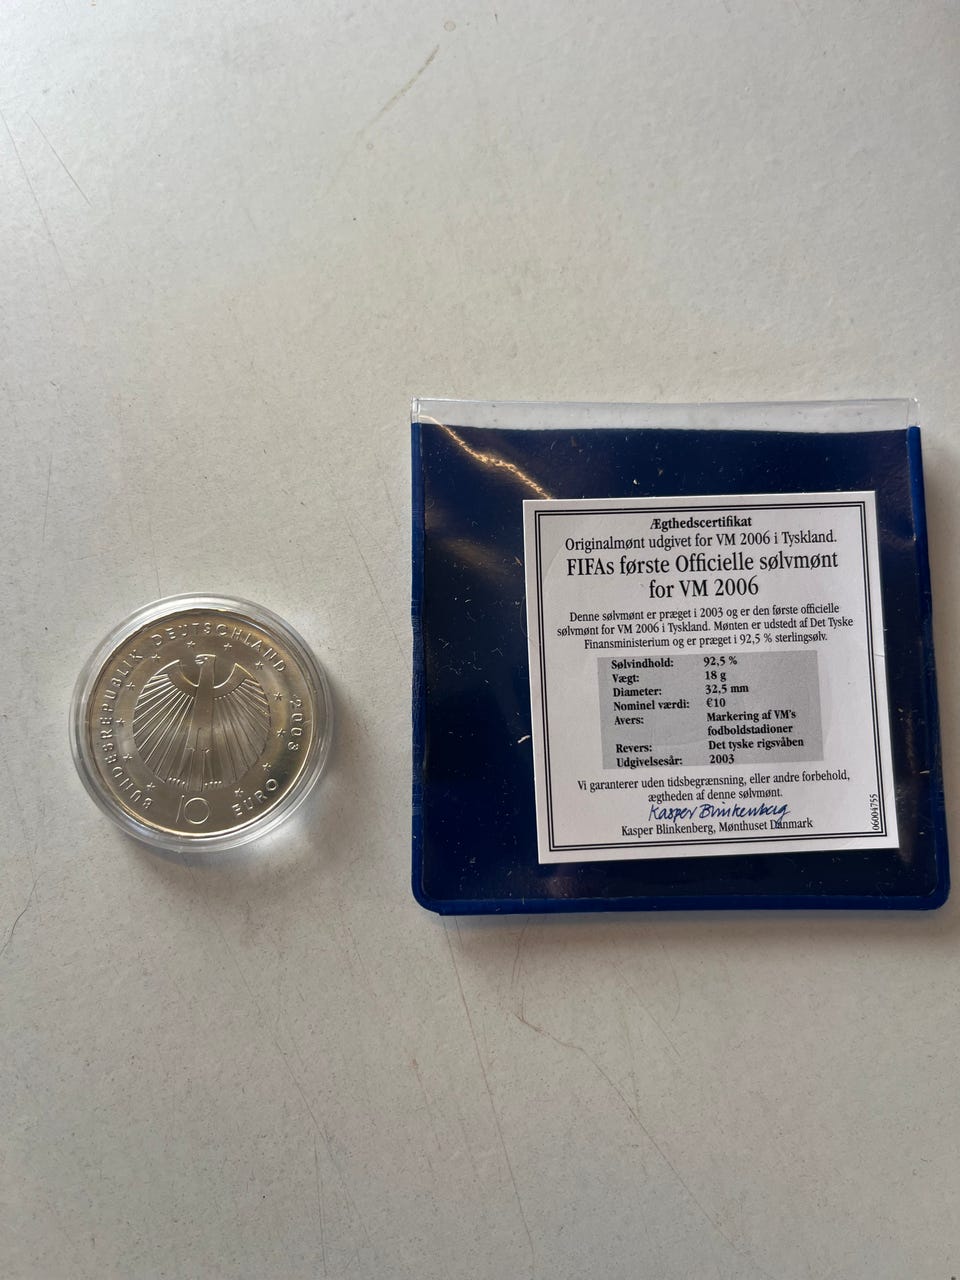 BUNDESREPUBLIK DEUTSCHLAND 2003
10 EURO
Ægthedscertifikat
Originalmønt udgivet for VM 2006 i Tyskland.
FIFAs første Officielle sølvmønt
for VM 2006
Denne sølvmønt er præget i 2003 og er den første officielle
sølvmønt for VM 2006 i Tyskland. Mønten er udstedt af Det Tyske
Finansministerium og er præget i 92,5 % sterlingsølv.
Sølvindhold: 92,5 %
Vægt: 18 g
Diameter: 32,5 mm
Nominel værdi: €10
Avers: Markering af VM's
fodboldstadioner
Revers: Det tyske rigsvåben
Udgivelsesår: 2003
Vi garanterer uden tidsbegrænsning, eller andre forbehold,
ægtheden af denne sølvmønt.
Kasper Blinkenberg
Kasper Blinkenberg, Mønthuset Danmark
06004755